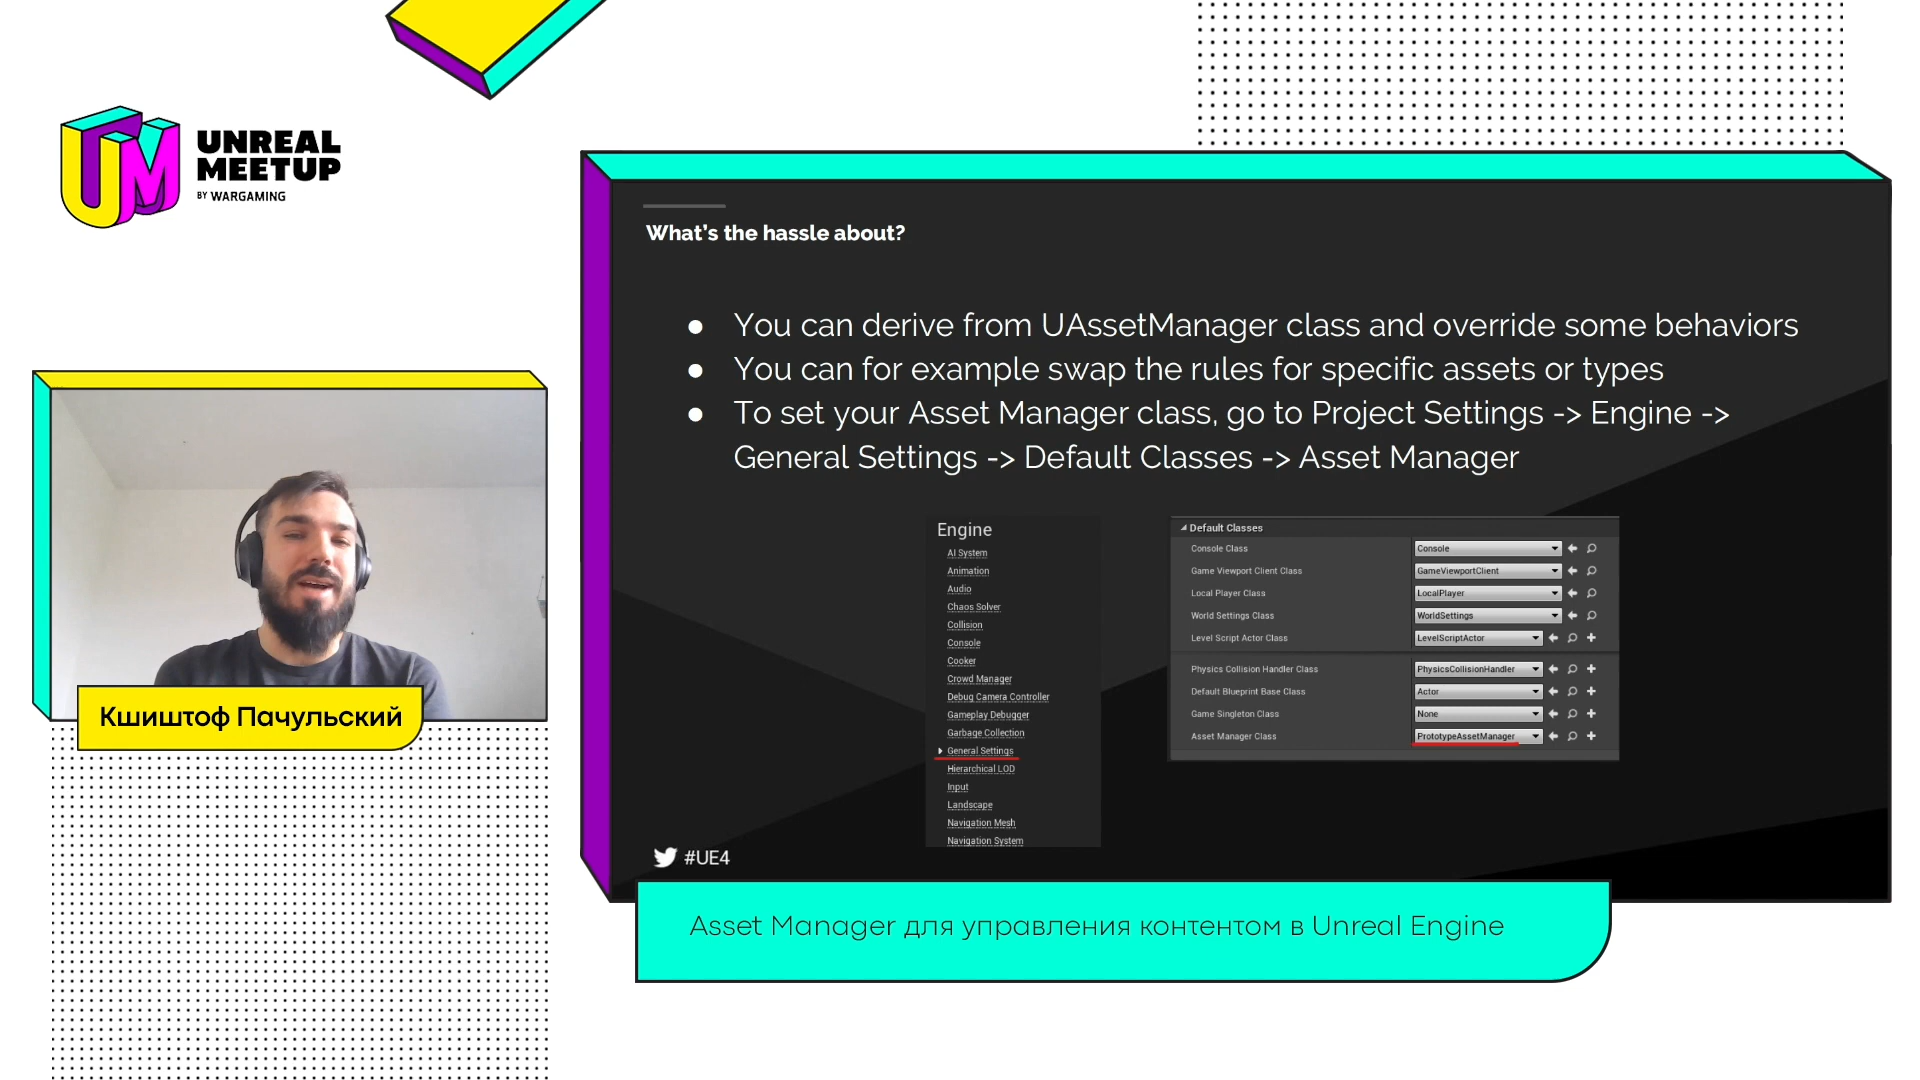 UNREAL
MEETUP
BY WARGAMING
What's the hassle about?
● You can derive from UAssetManager class and override some behaviors
● You can for example swap the rules for specific assets or types
● To set your Asset Manager class, go to Project Settings -> Engine ->
General Settings -> Default Classes -> Asset Manager
Engine
AI System
Animation
Audio
Chaos Solver
Collision
Console
Cooker
Crowd Manager
Debug Camera Controller
Gameplay Debugger
Garbage Collection
General Settings
Hierarchical LOD
Input
Landscape
Navigation Mesh
Navigation System
Default Classes
Console Class Console
Game Viewport Client Class GameViewportClient
Local Player Class LocalPlayer
World Settings Class WorldSettings
Level Script Actor Class LevelScriptActor
Physics Collision Handler Class PhysicsCollisionHandler
Default Blueprint Base Class Actor
Game Singleton Class None
Asset Manager Class PrototypeAssetManager
#UE4
Кшиштоф Пачульский
Asset Manager для управления контентом в Unreal Engine